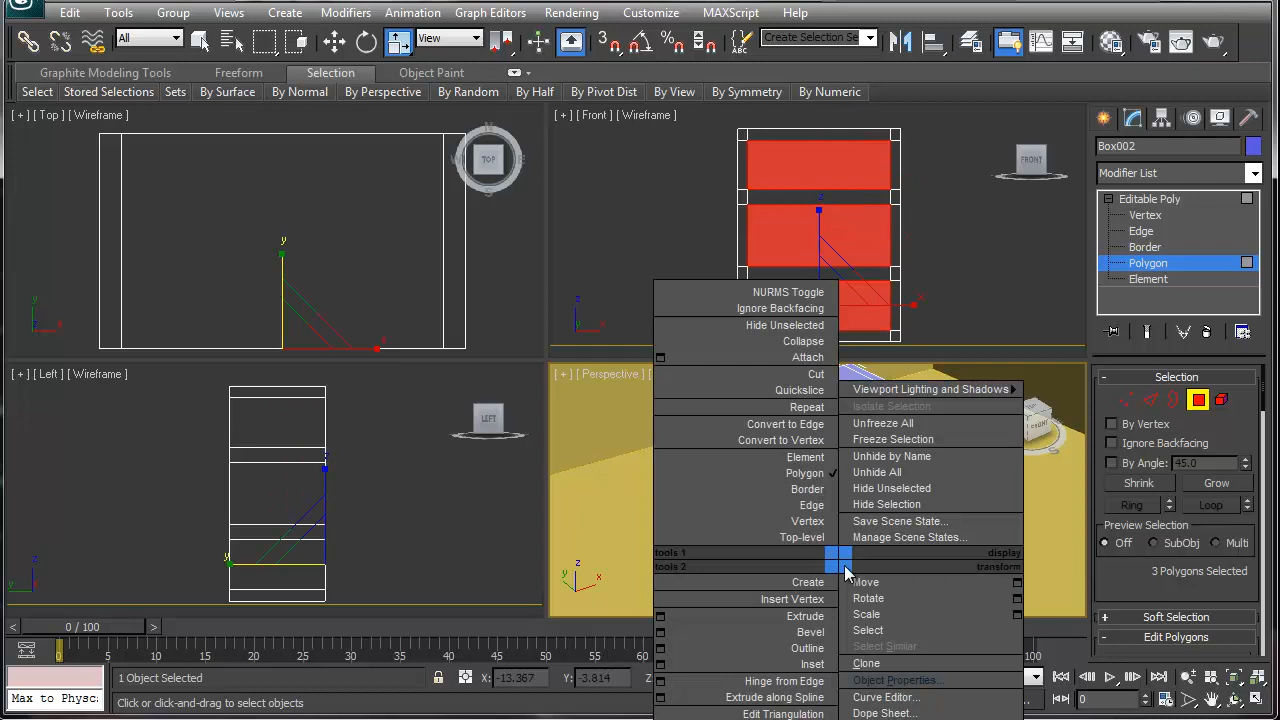 Edit Tools Group Views Create Modifiers Animation Graph Editors Rendering Customize MAXScript Help
All View 3 % Create Selection Se
Graphite Modeling Tools Freeform Selection Object Paint
Select Stored Selections Sets By Surface By Normal By Perspective By Random By Half By Pivot Dist By View By Symmetry By Numeric
[ + ] [ Top ] [ Wireframe ]
TOP
y
[ + ] [ Front ] [ Wireframe ]
FRONT
z
x
Box002
Modifier List
Editable Poly
Vertex
Edge
Border
Polygon
Element
[ + ] [ Left ] [ Wireframe ]
LEFT
z
y
[ + ] [ Perspective ]
FRONT
NURMS Toggle
Ignore Backfacing
Hide Unselected
Collapse
Attach
Cut
Quickslice
Repeat
Convert to Edge
Convert to Vertex
Element
Polygon
Border
Edge
Vertex
Top-level
tools 1
tools 2
Create
Insert Vertex
Extrude
Bevel
Outline
Inset
Hinge from Edge
Extrude along Spline
Edit Triangulation
Viewport Lighting and Shadows
Isolate Selection
Unfreeze All
Freeze Selection
Unhide by Name
Unhide All
Hide Unselected
Hide Selection
Save Scene State...
Manage Scene States...
display
transform
Move
Rotate
Scale
Select
Select Similar
Clone
Object Properties...
Curve Editor...
Dope Sheet...
- Selection
By Vertex
Ignore Backfacing
By Angle: 45.0
Shrink Grow
Ring Loop
Preview Selection
Off SubObj Multi
3 Polygons Selected
+ Soft Selection
- Edit Polygons
< 0 / 100 >
0 10 20 30 40 50 60
Max to Physc
1 Object Selected X: -13.367 Y: -3.814 Z
Click or click-and-drag to select objects
0